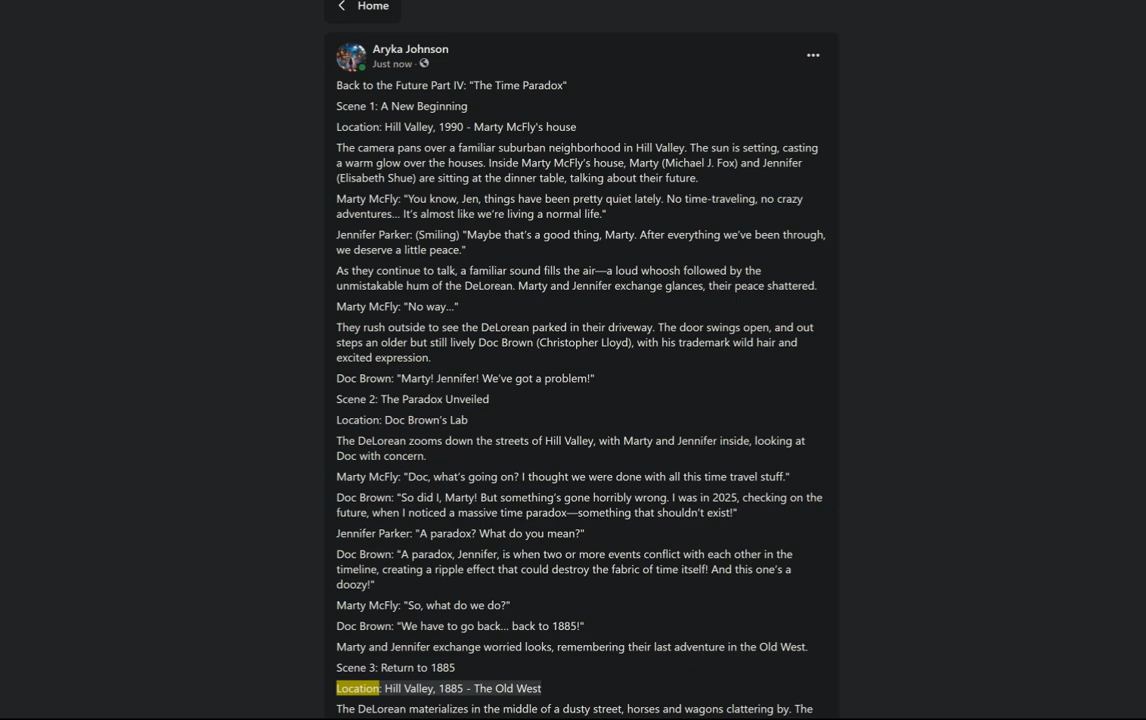 Home
Aryka Johnson
Just now ·
Back to the Future Part IV: "The Time Paradox"
Scene 1: A New Beginning
Location: Hill Valley, 1990 - Marty McFly's house
The camera pans over a familiar suburban neighborhood in Hill Valley. The sun is setting, casting
a warm glow over the houses. Inside Marty McFly’s house, Marty (Michael J. Fox) and Jennifer
(Elisabeth Shue) are sitting at the dinner table, talking about their future.
Marty McFly: "You know, Jen, things have been pretty quiet lately. No time-traveling, no crazy
adventures... It’s almost like we’re living a normal life."
Jennifer Parker: (Smiling) "Maybe that’s a good thing, Marty. After everything we’ve been through,
we deserve a little peace."
As they continue to talk, a familiar sound fills the air—a loud whoosh followed by the
unmistakable hum of the DeLorean. Marty and Jennifer exchange glances, their peace shattered.
Marty McFly: "No way..."
They rush outside to see the DeLorean parked in their driveway. The door swings open, and out
steps an older but still lively Doc Brown (Christopher Lloyd), with his trademark wild hair and
excited expression.
Doc Brown: "Marty! Jennifer! We’ve got a problem!"
Scene 2: The Paradox Unveiled
Location: Doc Brown’s Lab
The DeLorean zooms down the streets of Hill Valley, with Marty and Jennifer inside, looking at
Doc with concern.
Marty McFly: "Doc, what’s going on? I thought we were done with all this time travel stuff."
Doc Brown: "So did I, Marty! But something’s gone horribly wrong. I was in 2025, checking on the
future, when I noticed a massive time paradox—something that shouldn’t exist!"
Jennifer Parker: "A paradox? What do you mean?"
Doc Brown: "A paradox, Jennifer, is when two or more events conflict with each other in the
timeline, creating a ripple effect that could destroy the fabric of time itself! And this one’s a
doozy!"
Marty McFly: "So, what do we do?"
Doc Brown: "We have to go back... back to 1885!"
Marty and Jennifer exchange worried looks, remembering their last adventure in the Old West.
Scene 3: Return to 1885
Location: Hill Valley, 1885 - The Old West
The DeLorean materializes in the middle of a dusty street, horses and wagons clattering by. The